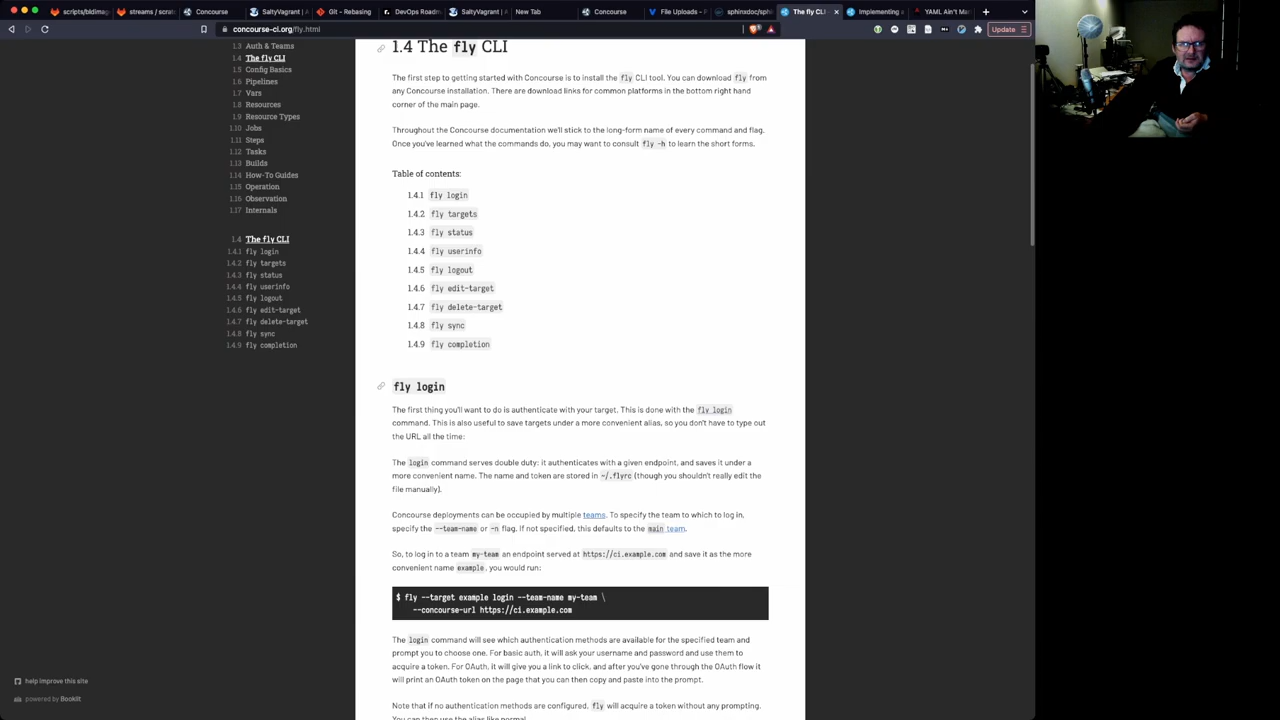 scripts/bldimag
streams / scrat
Concourse
SaltyVagrant | A
Git - Rebasing
DevOps Roadm
SaltyVagrant | A
New Tab
Concourse
File Uploads - P
sphinxdoc/sph
The fly CLI
Implementing a
YAML Ain't Mar
concourse-ci.org/fly.html
Update
1.3 Auth & Teams
1.4 The fly CLI
1.5 Config Basics
1.6 Pipelines
1.7 Vars
1.8 Resources
1.9 Resource Types
1.10 Jobs
1.11 Steps
1.12 Tasks
1.13 Builds
1.14 How-To Guides
1.15 Operation
1.16 Observation
1.17 Internals
1.4 The fly CLI
1.4.1 fly login
1.4.2 fly targets
1.4.3 fly status
1.4.4 fly userinfo
1.4.5 fly logout
1.4.6 fly edit-target
1.4.7 fly delete-target
1.4.8 fly sync
1.4.9 fly completion
help improve this site
powered by Booklit
1.4 The fly CLI
The first step to getting started with Concourse is to install the fly CLI tool. You can download fly from
any Concourse installation. There are download links for common platforms in the bottom right hand
corner of the main page.
Throughout the Concourse documentation we'll stick to the long-form name of every command and flag.
Once you've learned what the commands do, you may want to consult fly -h to learn the short forms.
Table of contents:
1.4.1 fly login
1.4.2 fly targets
1.4.3 fly status
1.4.4 fly userinfo
1.4.5 fly logout
1.4.6 fly edit-target
1.4.7 fly delete-target
1.4.8 fly sync
1.4.9 fly completion
fly login
The first thing you'll want to do is authenticate with your target. This is done with the fly login
command. This is also useful to save targets under a more convenient alias, so you don't have to type out
the URL all the time:
The login command serves double duty: it authenticates with a given endpoint, and saves it under a
more convenient name. The name and token are stored in ~/.flyrc (though you shouldn't really edit the
file manually).
Concourse deployments can be occupied by multiple teams. To specify the team to which to log in,
specify the --team-name or -n flag. If not specified, this defaults to the main team.
So, to log in to a team my-team an endpoint served at https://ci.example.com and save it as the more
convenient name example, you would run:
$ fly --target example login --team-name my-team \
--concourse-url https://ci.example.com
The login command will see which authentication methods are available for the specified team and
prompt you to choose one. For basic auth, it will ask your username and password and use them to
acquire a token. For OAuth, it will give you a link to click, and after you've gone through the OAuth flow it
will print an OAuth token on the page that you can then copy and paste into the prompt.
Note that if no authentication methods are configured, fly will acquire a token without any prompting.
You can then use the alias like normal.